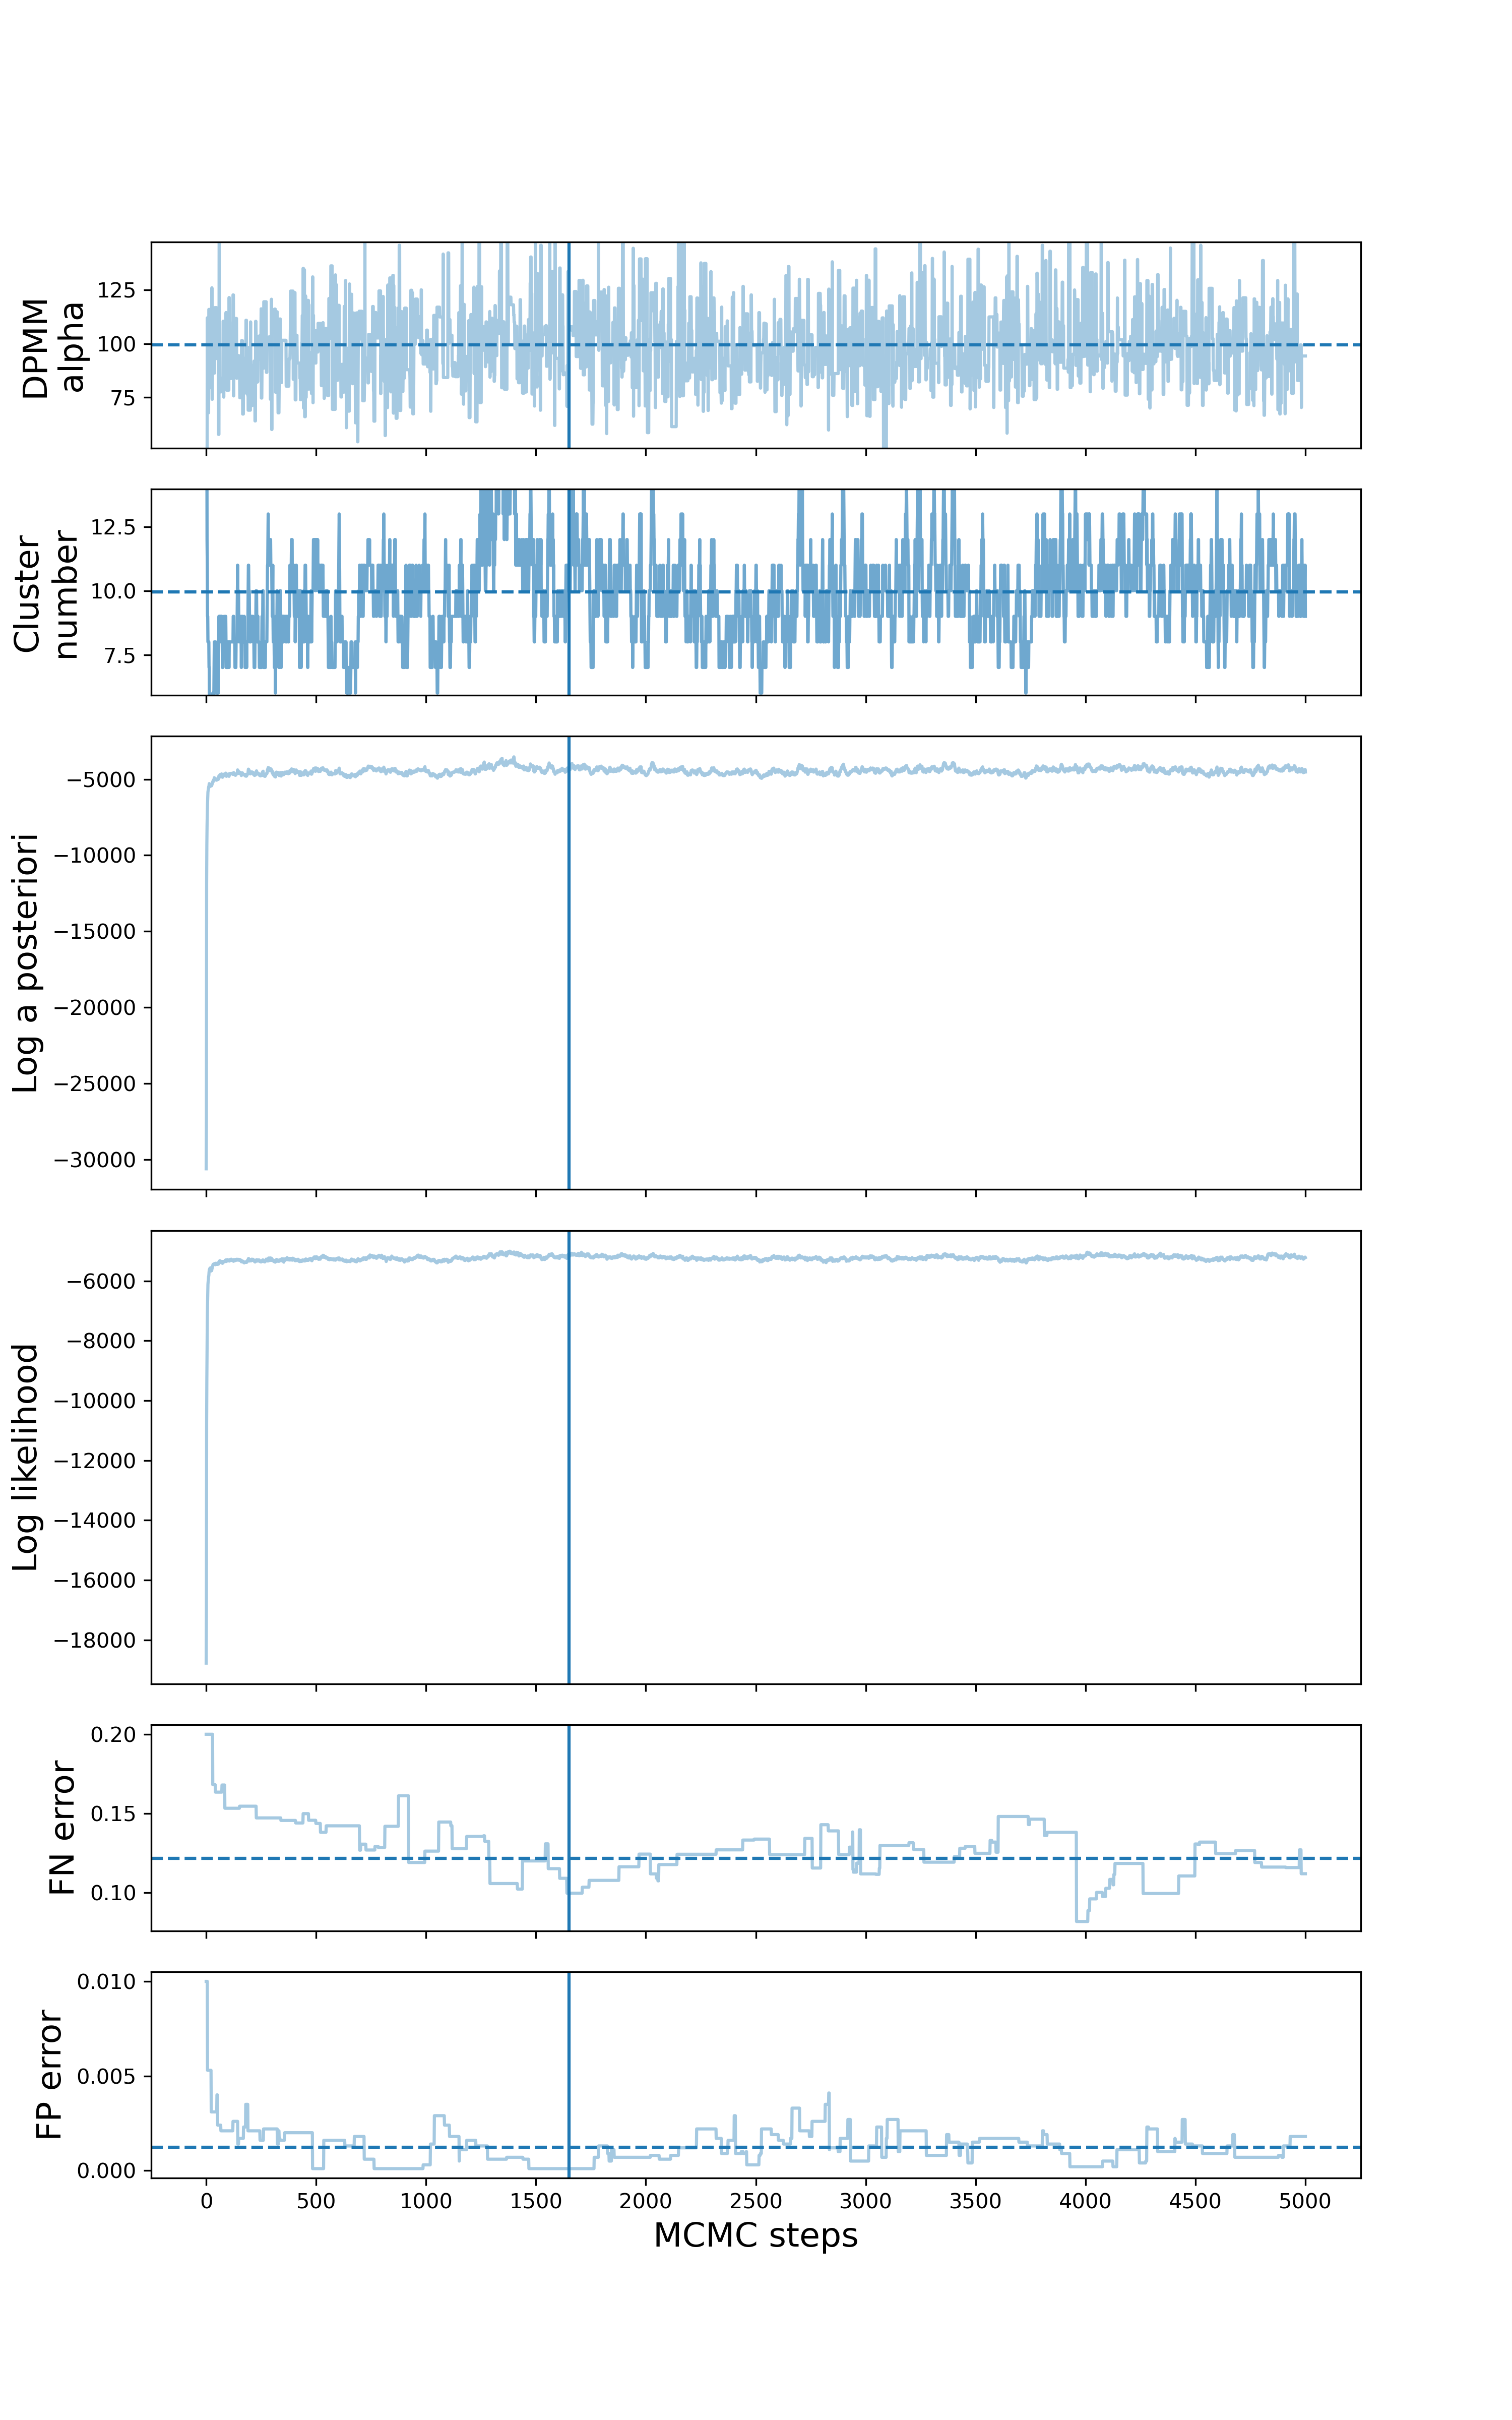 DPMM
alpha
125
100
75
Cluster
number
12.5
10.0
7.5
Log a posteriori
−5000
−10000
−15000
−20000
−25000
−30000
Log likelihood
−6000
−8000
−10000
−12000
−14000
−16000
−18000
FN error
0.20
0.15
0.10
FP error
0.010
0.005
0.000
0 500 1000 1500 2000 2500 3000 3500 4000 4500 5000
MCMC steps